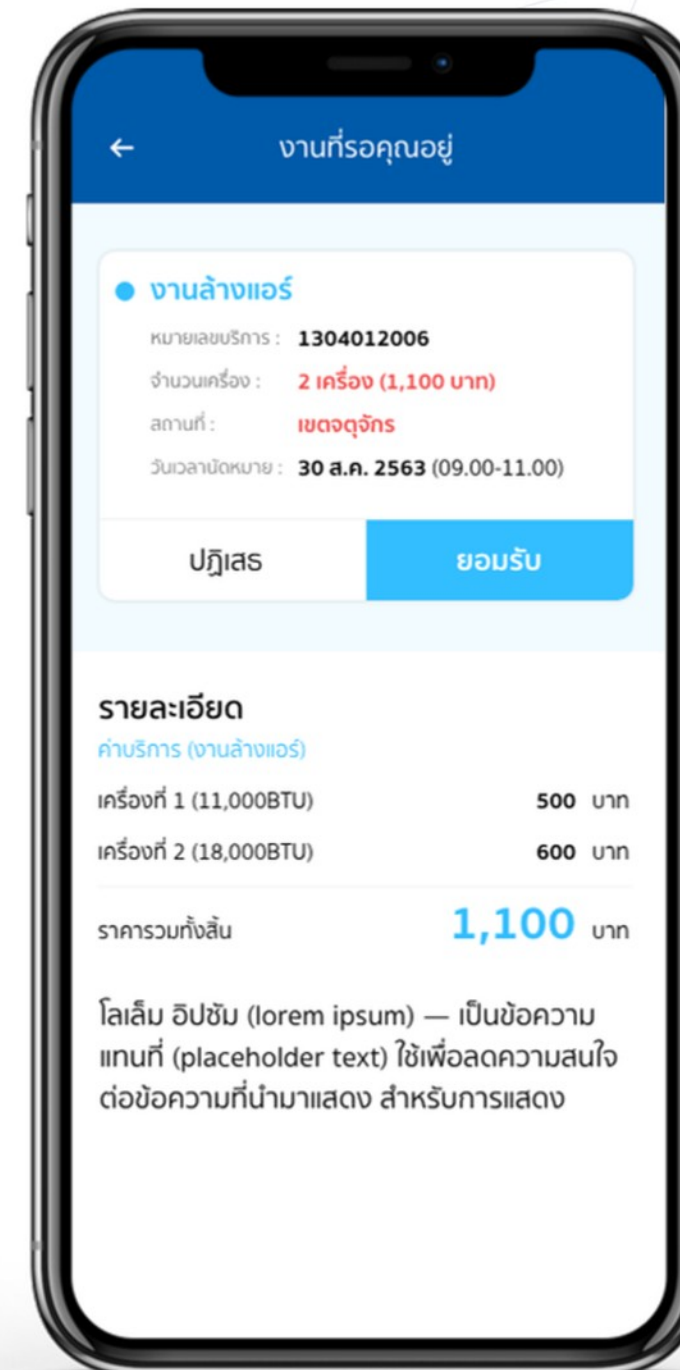 งานที่รอคุณอยู่
งานล้างแอร์
หมายเลขบริการ : 1304012006
จำนวนเครื่อง : 2 เครื่อง (1,100 บาท)
สถานที่ : เขตจตุจักร
วันเวลานัดหมาย : 30 ส.ค. 2563 (09.00-11.00)
ปฏิเสธ ยอมรับ
รายละเอียด
ค่าบริการ (งานล้างแอร์)
เครื่องที่ 1 (11,000BTU) 500 บาท
เครื่องที่ 2 (18,000BTU) 600 บาท
ราคารวมทั้งสิ้น 1,100 บาท
โลเล็ม อิปซัม (lorem ipsum) — เป็นข้อความ
แทนที่ (placeholder text) ใช้เพื่อลดความสนใจ
ต่อข้อความที่นำมาแสดง สำหรับการแสดง